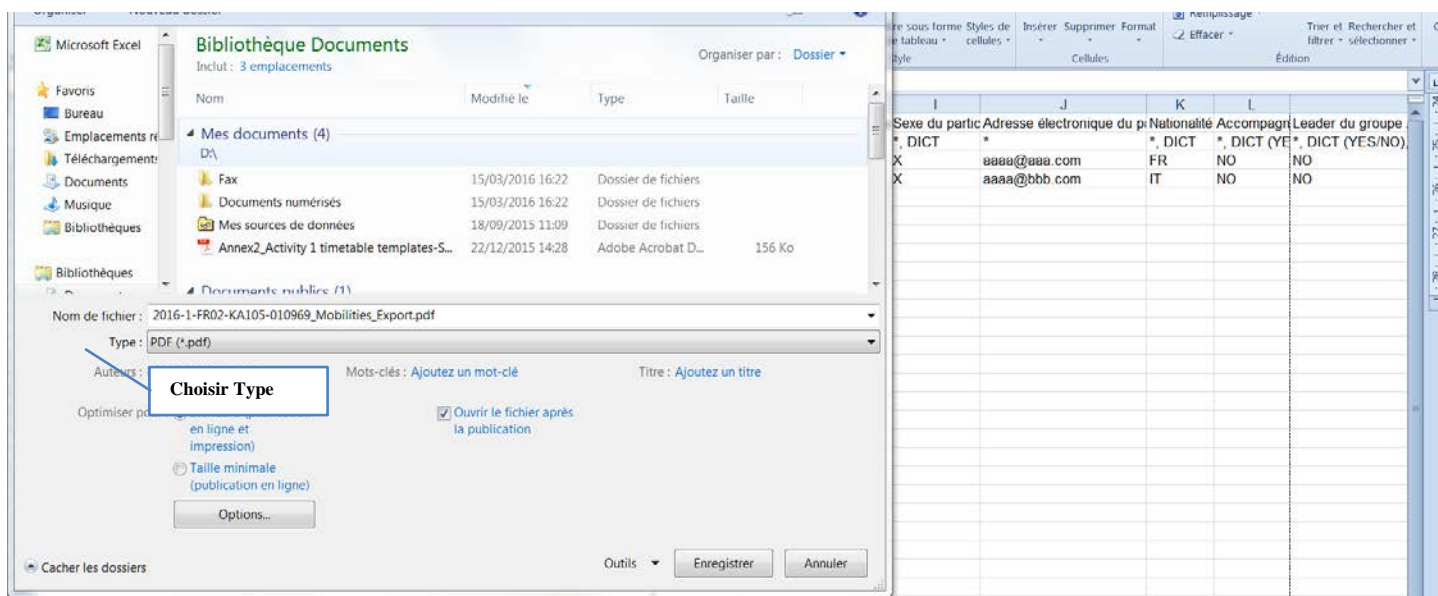 Organiser Nouveau dossier
Microsoft Excel
Favoris
Bureau
Emplacements ré
Téléchargements
Documents
Musique
Bibliothèques
Bibliothèques
Bibliothèque Documents
Inclut : 3 emplacements
Organiser par : Dossier
Nom Modifié le Type Taille
Mes documents (4)
D:\
Fax 15/03/2016 16:22 Dossier de fichiers
Documents numérisés 15/03/2016 16:22 Dossier de fichiers
Mes sources de données 18/09/2015 11:09 Dossier de fichiers
Annex2_Activity 1 timetable templates-S... 22/12/2015 14:28 Adobe Acrobat D... 156 Ko
Documents publics (1)
Nom de fichier : 2016-1-FR02-KA105-010969_Mobilities_Export.pdf
Type : PDF (*.pdf)
Auteurs :
Mots-clés : Ajoutez un mot-clé
Titre : Ajoutez un titre
Choisir Type
Optimiser po
en ligne et
impression)
Taille minimale
(publication en ligne)
Ouvrir le fichier après
la publication
Options...
Cacher les dossiers
Outils Enregistrer Annuler
re sous forme Styles de Insérer Supprimer Format
e tableau cellules
Remplissage
Effacer
Trier et Rechercher et
filtrer sélectionner
tyle Cellules Édition
I J K L
Sexe du partic Adresse électronique du p Nationalité Accompagn Leader du groupe
*, DICT * *, DICT *, DICT (YE *, DICT (YES/NO),
X aaaa@aaa.com FR NO NO
X aaaa@bbb.com IT NO NO